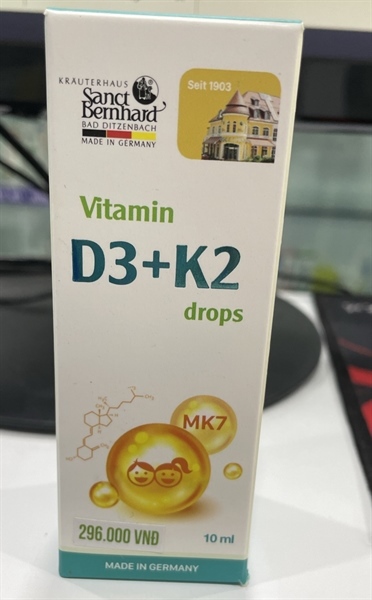 KRÄUTERHAUS
Sanct
Bernhard
BAD DITZENBACH
MADE IN GERMANY
Seit 1903
Vitamin
D3+K2
drops
MK7
296.000 VNĐ
10 ml
MADE IN GERMANY